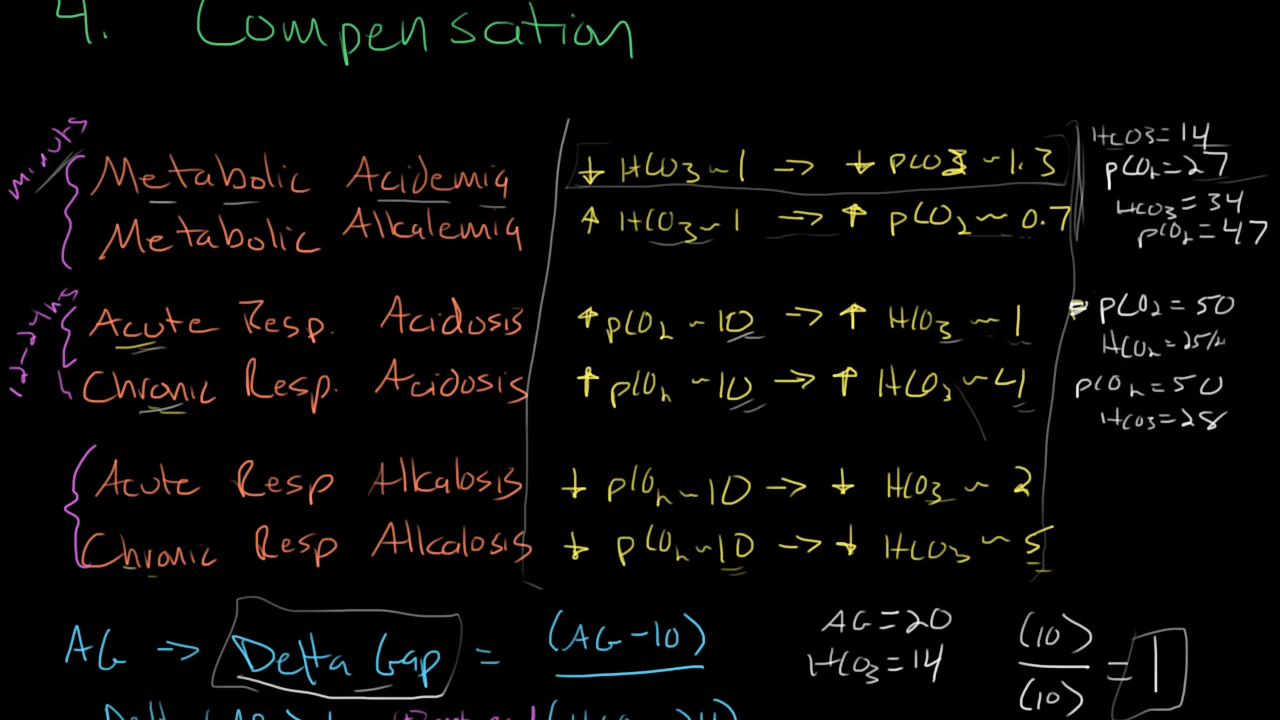 4. Compensation
minutes
Metabolic Acidemia ↓ HCO3 ~ 1 → ↓ pCO3 ~ 1.3
HCO3 = 14
pCO2 = 27
Metabolic Alkalemia ↑ HCO3 ~ 1 → ↑ pCO2 ~ 0.7
HCO3 = 34
pCO2 = 47
12-24hs
Acute Resp. Acidosis ↑ pCO2 ~ 10 → ↑ HCO3 ~ 1
pCO2 = 50
Chronic Resp. Acidosis ↑ pCO2 ~ 10 → ↑ HCO3 ~ 4
pCO2 = 50
HCO3 = 28
Acute Resp Alkalosis ↓ pCO2 ~ 10 → ↓ HCO3 ~ 2
Chronic Resp Alkalosis ↓ pCO2 ~ 10 → ↓ HCO3 ~ 5
AG → Delta Gap = (AG - 10)
AG = 20
HCO3 = 14
(10)
(10) = 1